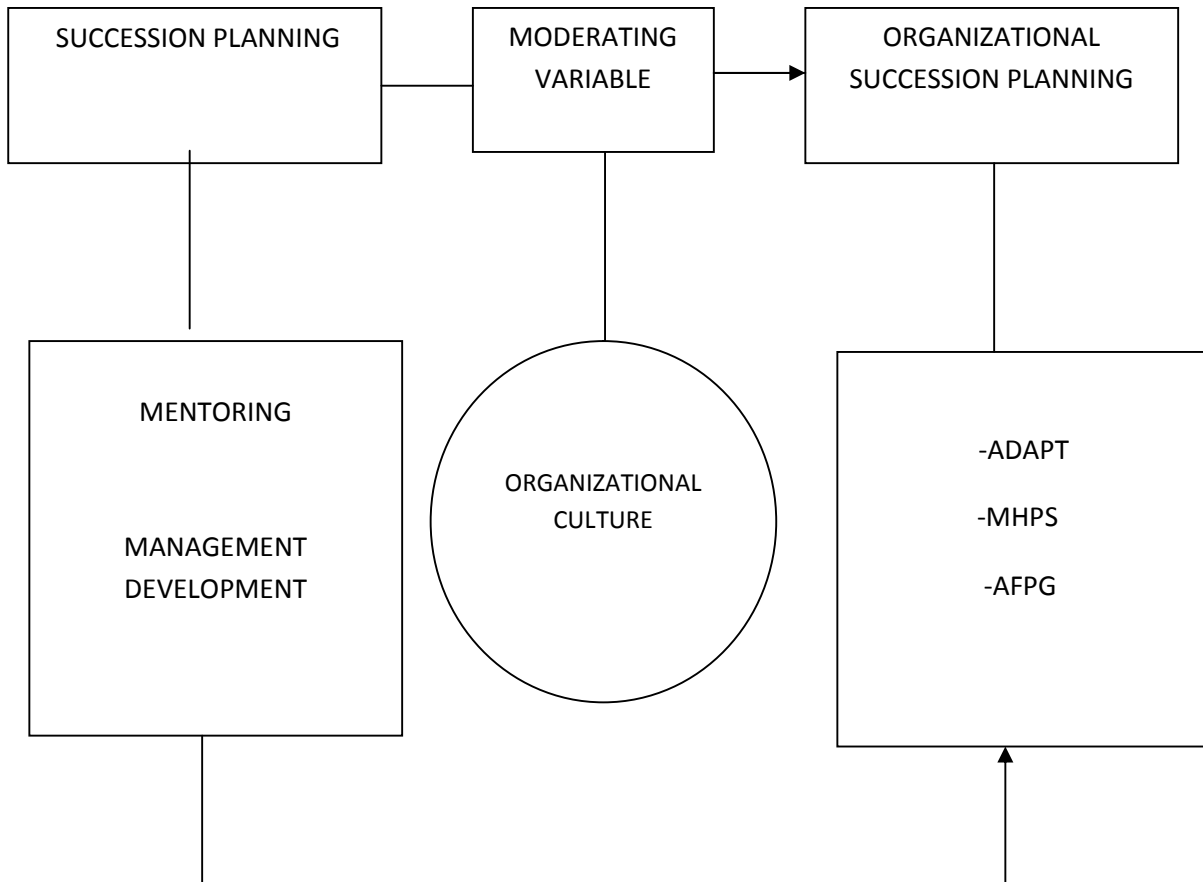 SUCCESSION PLANNING
MODERATING
VARIABLE
ORGANIZATIONAL
SUCCESSION PLANNING
MENTORING
MANAGEMENT
DEVELOPMENT
ORGANIZATIONAL
CULTURE
-ADAPT
-MHPS
-AFPG